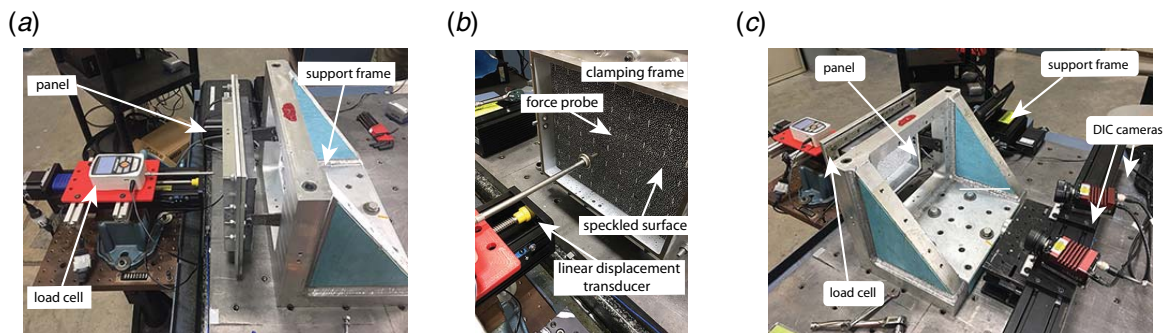 (a)
panel
support frame
load cell
(b)
clamping frame
force probe
speckled surface
linear displacement
transducer
(c)
panel
support frame
DIC cameras
load cell